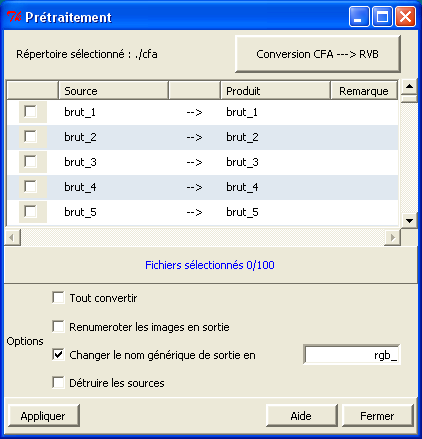 Prétraitement
Répertoire sélectionné : ./cfa
Conversion CFA ---> RVB
Source Produit Remarque
brut_1 --> brut_1
brut_2 --> brut_2
brut_3 --> brut_3
brut_4 --> brut_4
brut_5 --> brut_5
Fichiers sélectionnés 0/100
Tout convertir
Renumeroter les images en sortie
Options
Changer le nom générique de sortie en rgb_
Détruire les sources
Appliquer Aide Fermer